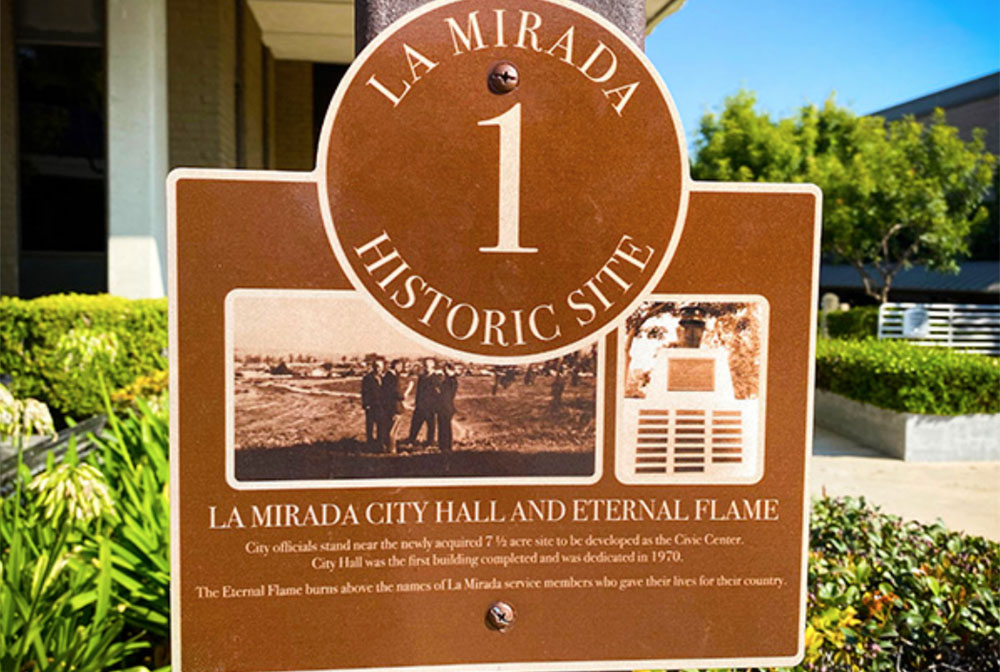 LA MIRADA
1
HISTORIC SITE
LA MIRADA CITY HALL AND ETERNAL FLAME
City officials stand near the newly acquired 7 ½ acre site to be developed as the Civic Center.
City Hall was the first building completed and was dedicated in 1970.
The Eternal Flame burns above the names of La Mirada service members who gave their lives for their country.